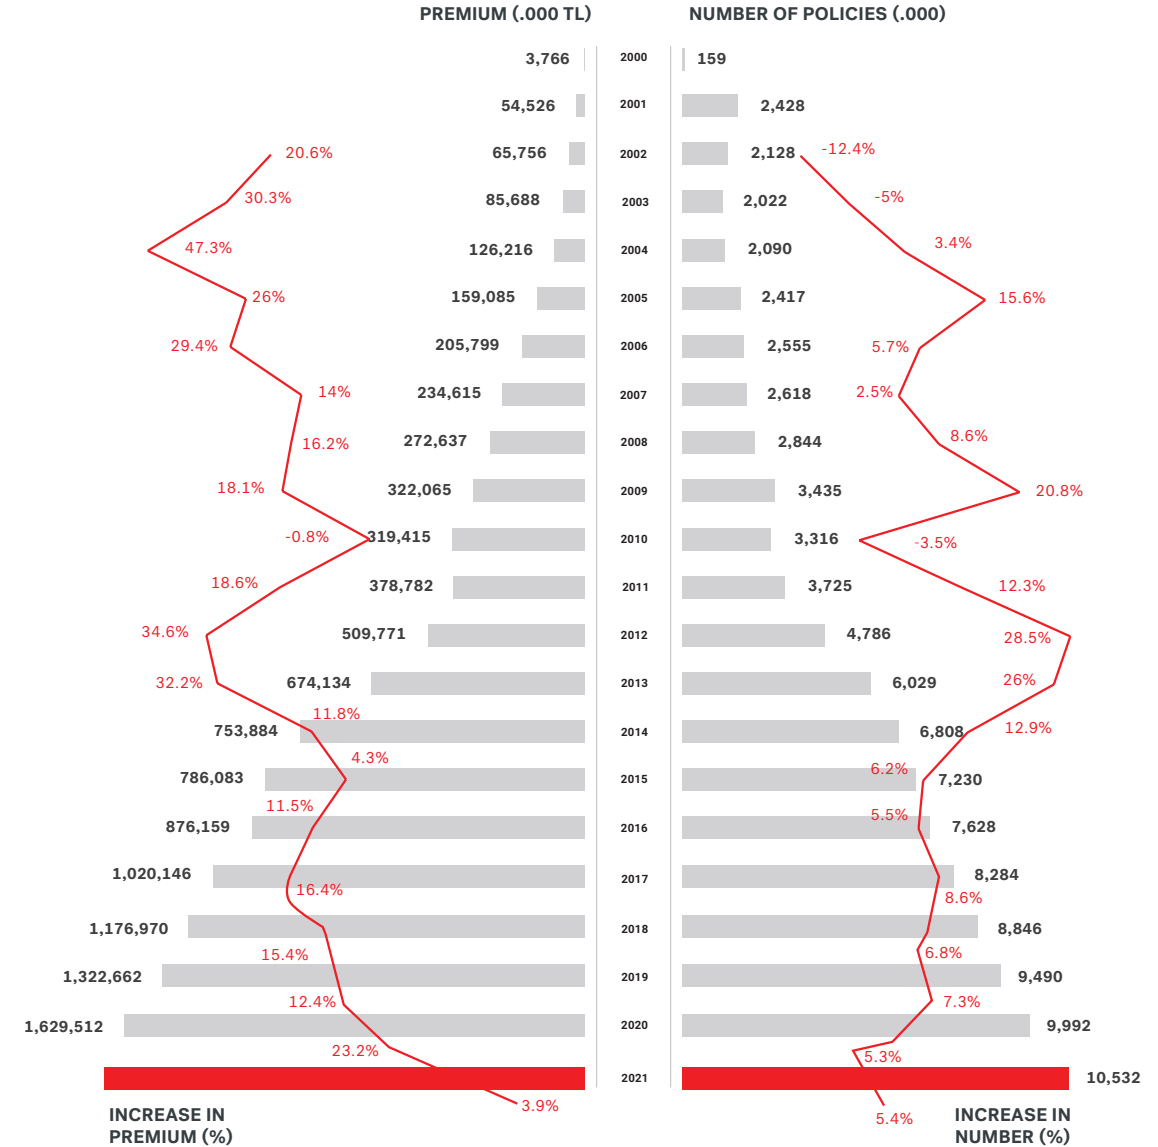 PREMIUM (.000 TL) NUMBER OF POLICIES (.000)
3,766 2000 159
54,526 2001 2,428
20.6% 65,756 2002 2,128 -12.4%
30.3% 85,688 2003 2,022 -5%
47.3% 126,216 2004 2,090 3.4%
26% 159,085 2005 2,417 15.6%
29.4% 205,799 2006 2,555 5.7%
14% 234,615 2007 2,618 2.5%
16.2% 272,637 2008 2,844 8.6%
18.1% 322,065 2009 3,435 20.8%
-0.8% 319,415 2010 3,316 -3.5%
18.6% 378,782 2011 3,725 12.3%
34.6% 509,771 2012 4,786 28.5%
32.2% 674,134 2013 6,029 26%
11.8%
753,884 2014 6,808 12.9%
4.3%
786,083 2015 6.2% 7,230
11.5% 5.5%
876,159 2016 7,628
1,020,146 2017 8,284
16.4% 8.6%
1,176,970 2018 8,846
15.4% 6.8%
1,322,662 2019 9,490
12.4% 7.3%
1,629,512 2020 9,992
23.2% 5.3%
2021 10,532
3.9% 5.4%
INCREASE IN PREMIUM (%)
INCREASE IN NUMBER (%)